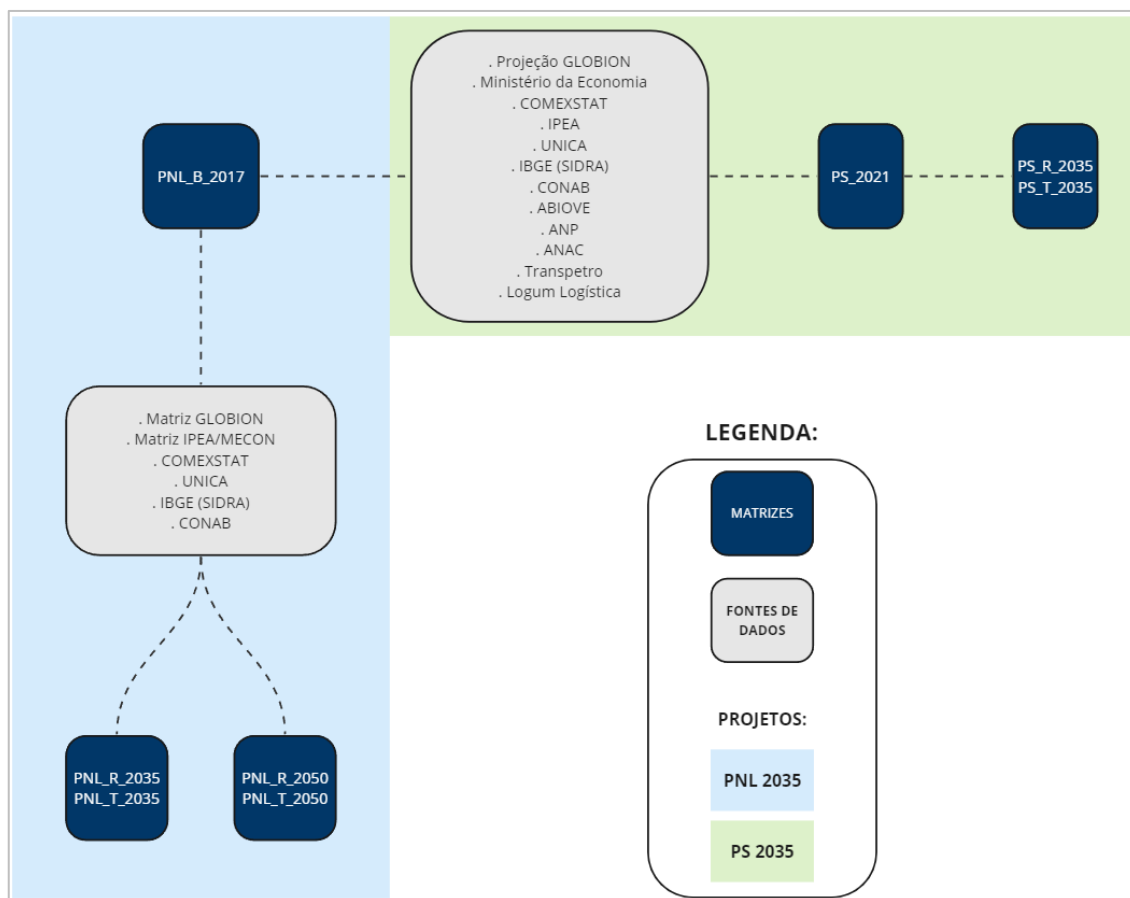 . Projeção GLOBION
. Ministério da Economia
. COMEXSTAT
. IPEA
. UNICA
. IBGE (SIDRA)
. CONAB
. ABIOVE
. ANP
. ANAC
. Transpetro
. Logum Logística
PNL_B_2017
PS_2021
PS_R_2035
PS_T_2035
. Matriz GLOBION
. Matriz IPEA/MECON
. COMEXSTAT
. UNICA
. IBGE (SIDRA)
. CONAB
PNL_R_2035
PNL_T_2035
PNL_R_2050
PNL_T_2050
LEGENDA:
MATRIZES
FONTES DE
DADOS
PROJETOS:
PNL 2035
PS 2035